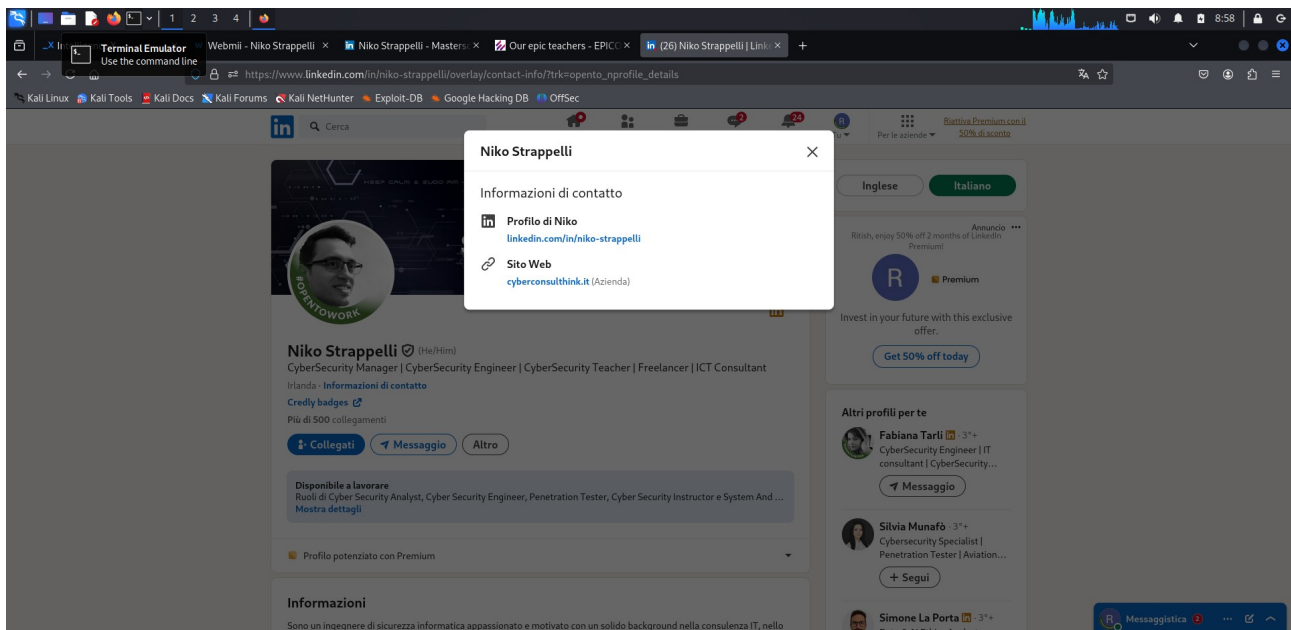 1 2 3 4
8:58
Terminal Emulator
Use the command line
Webmii - Niko Strappelli
Niko Strappelli - Masters
Our epic teachers - EPICO
(26) Niko Strappelli | Link
https://www.linkedin.com/in/niko-strappelli/overlay/contact-info/?trk=opento_nprofile_details
Kali Linux Kali Tools Kali Docs Kali Forums Kali NetHunter Exploit-DB Google Hacking DB OffSec
in Cerca
2 24
Per le aziende
Riattiva Premium con il
50% di sconto
Niko Strappelli
Informazioni di contatto
Profilo di Niko
linkedin.com/in/niko-strappelli
Sito Web
cyberconsulthink.it (Azienda)
#OPENTOWORK
Niko Strappelli (He/Him)
CyberSecurity Manager | CyberSecurity Engineer | CyberSecurity Teacher | Freelancer | ICT Consultant
Irlanda · Informazioni di contatto
Credly badges
Più di 500 collegamenti
Collegati Messaggio Altro
Disponibile a lavorare
Ruoli di Cyber Security Analyst, Cyber Security Engineer, Penetration Tester, Cyber Security Instructor e System And ...
Mostra dettagli
Profilo potenziato con Premium
Informazioni
Sono un ingegnere di sicurezza informatica appassionato e motivato con un solido background nella consulenza IT, nello
Inglese Italiano
Annuncio
Ritish, enjoy 50% off 2 months of LinkedIn
Premium!
R Premium
Invest in your future with this exclusive
offer.
Get 50% off today
Altri profili per te
Fabiana Tarli · 3°+
CyberSecurity Engineer | IT
consultant | CyberSecurity...
Messaggio
Silvia Munafò · 3°+
Cybersecurity Specialist |
Penetration Tester | Aviation...
+ Segui
Simone La Porta · 3°+
R Messaggistica 2